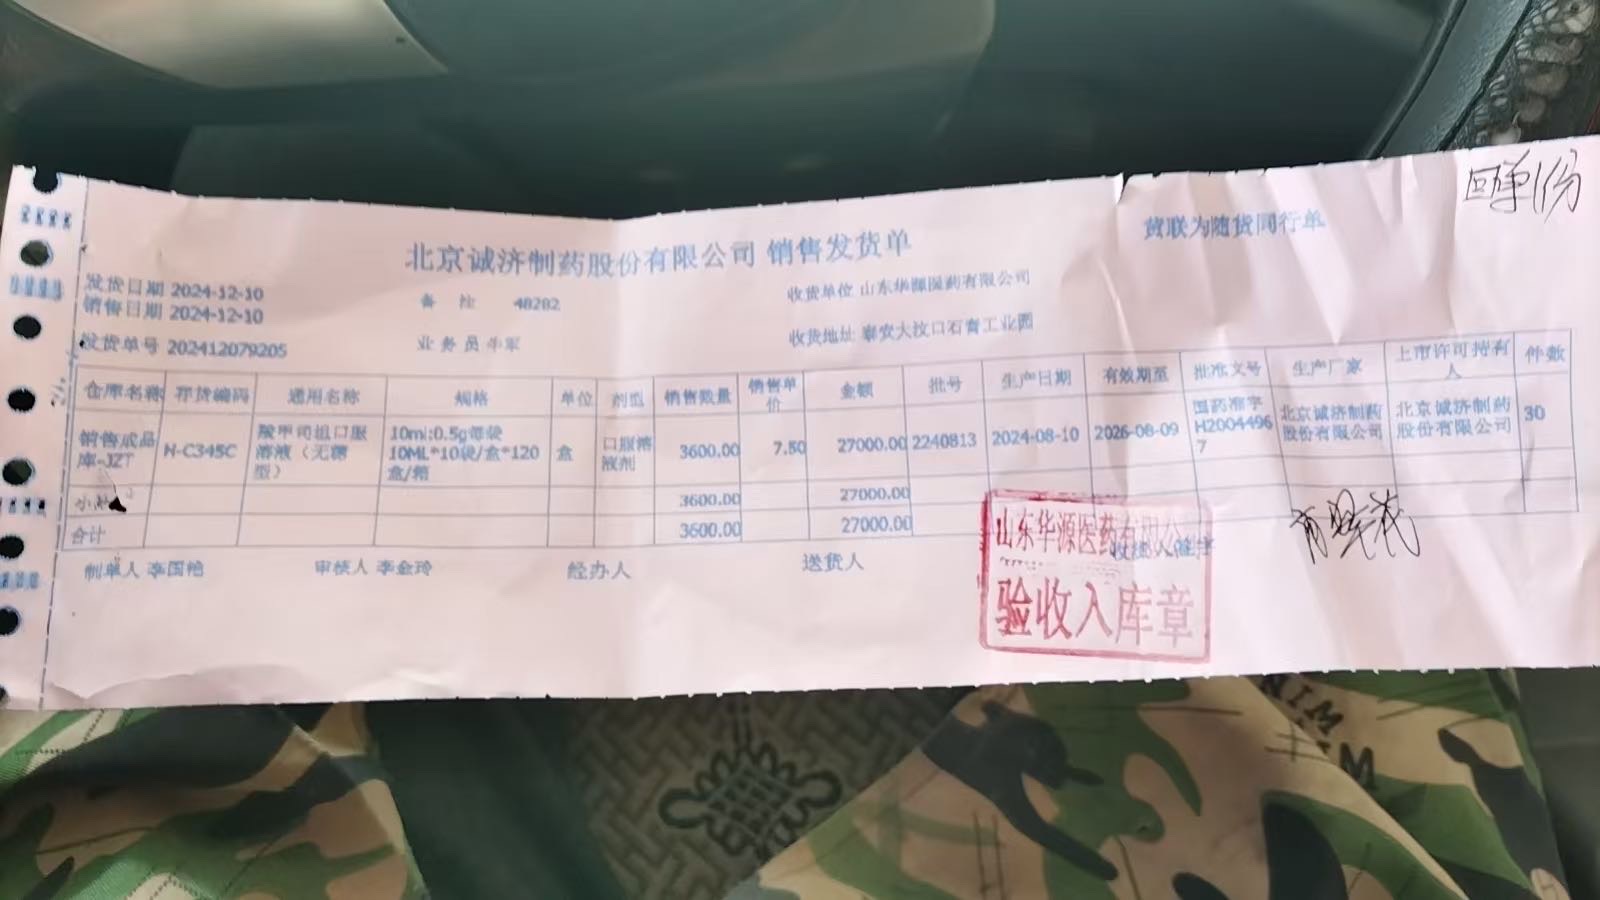 回单1份
黄联为随货同行单
北京诚济制药股份有限公司 销售发货单
发货日期 2024-12-10
销售日期 2024-12-10
备 注 48282
收货单位 山东华源医药有限公司
发货单号 202412079205
业务员 牛军
收货地址 泰安大汶口石膏工业园
仓库名称 存货编码 通用名称 规格 单位 剂型 销售数量 销售单价 金额 批号 生产日期 有效期至 批准文号 生产厂家 上市许可持有人 件数
销售成品库-JZT N-C345C 羧甲司坦口服溶液（无糖型） 10ml:0.5g每袋 10ML*10袋/盒*120盒/箱 盒 口服溶液剂 3600.00 7.50 27000.00 2240813 2024-08-10 2026-08-09 国药准字H20044967 北京诚济制药股份有限公司 北京诚济制药股份有限公司 30
小 3600.00 27000.00
合计 3600.00 27000.00
制单人 李国艳 审核人 李金玲 经办人 送货人
山东华源医药有限公
验收入库章